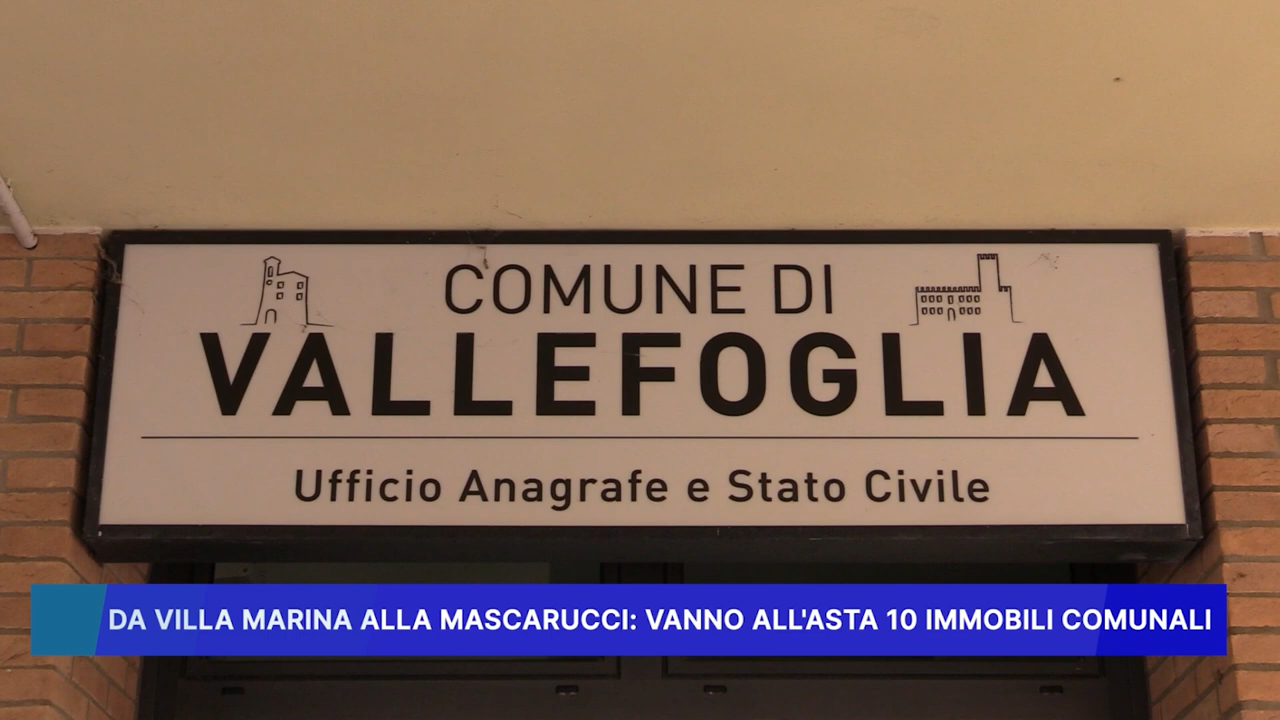 COMUNE DI
VALLEFOGLIA
Ufficio Anagrafe e Stato Civile
DA VILLA MARINA ALLA MASCARUCCI: VANNO ALL'ASTA 10 IMMOBILI COMUNALI